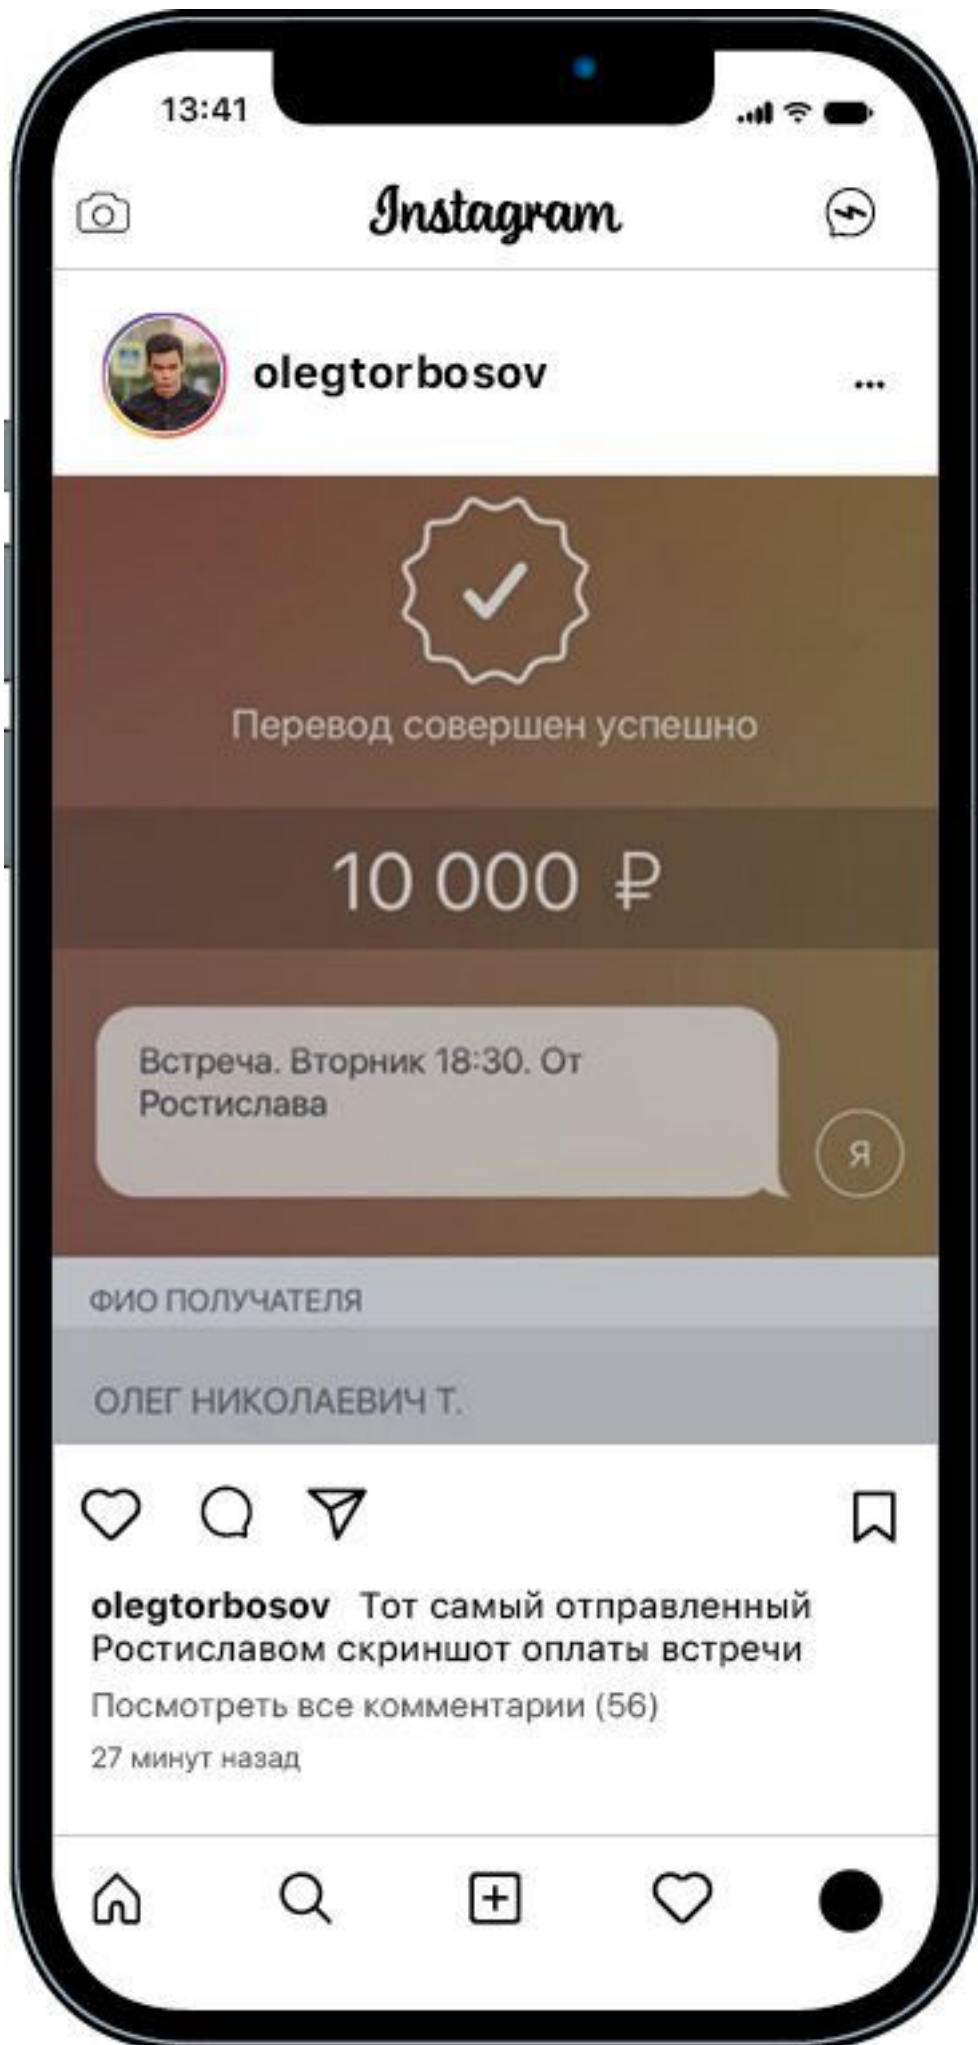 13:41
Instagram
olegtorbosov
Перевод совершен успешно
10 000 ₽
Встреча. Вторник 18:30. От
Ростислава
Я
ФИО ПОЛУЧАТЕЛЯ
ОЛЕГ НИКОЛАЕВИЧ Т.
olegtorbosov Тот самый отправленный
Ростиславом скриншот оплаты встречи
Посмотреть все комментарии (56)
27 минут назад